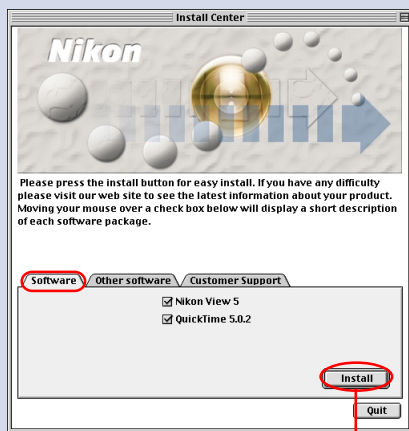 Install Center
Nikon
Please press the install button for easy install. If you have any difficulty
please visit our web site to see the latest information about your product.
Moving your mouse over a check box below will display a short description
of each software package.
Software Other software Customer Support
Nikon View 5
QuickTime 5.0.2
Install
Quit